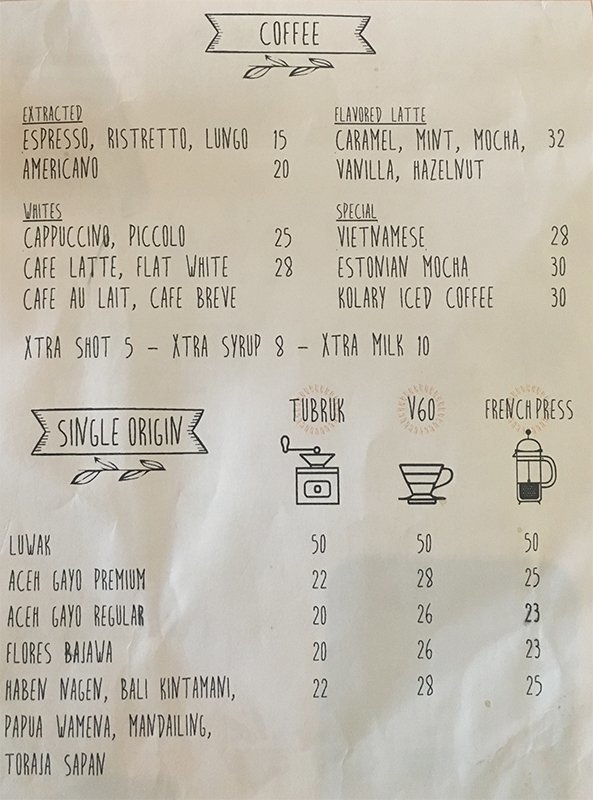 COFFEE
EXTRACTED
ESPRESSO, RISTRETTO, LUNGO 15
AMERICANO 20
FLAVORED LATTE
CARAMEL, MINT, MOCHA, 32
VANILLA, HAZELNUT
WHITES
CAPPUCCINO, PICCOLO 25
CAFE LATTE, FLAT WHITE 28
CAFE AU LAIT, CAFE BREVE
SPECIAL
VIETNAMESE 28
ESTONIAN MOCHA 30
KOLARY ICED COFFEE 30
XTRA SHOT 5 - XTRA SYRUP 8 - XTRA MILK 10
SINGLE ORIGIN
TUBRUK V60 FRENCH PRESS
LUWAK 50 50 50
ACEH GAYO PREMIUM 22 28 25
ACEH GAYO REGULAR 20 26 23
FLORES BAJAWA 20 26 23
HABEN NAGEN, BALI KINTAMANI, 22 28 25
PAPUA WAMENA, MANDAILING,
TORAJA SAPAN